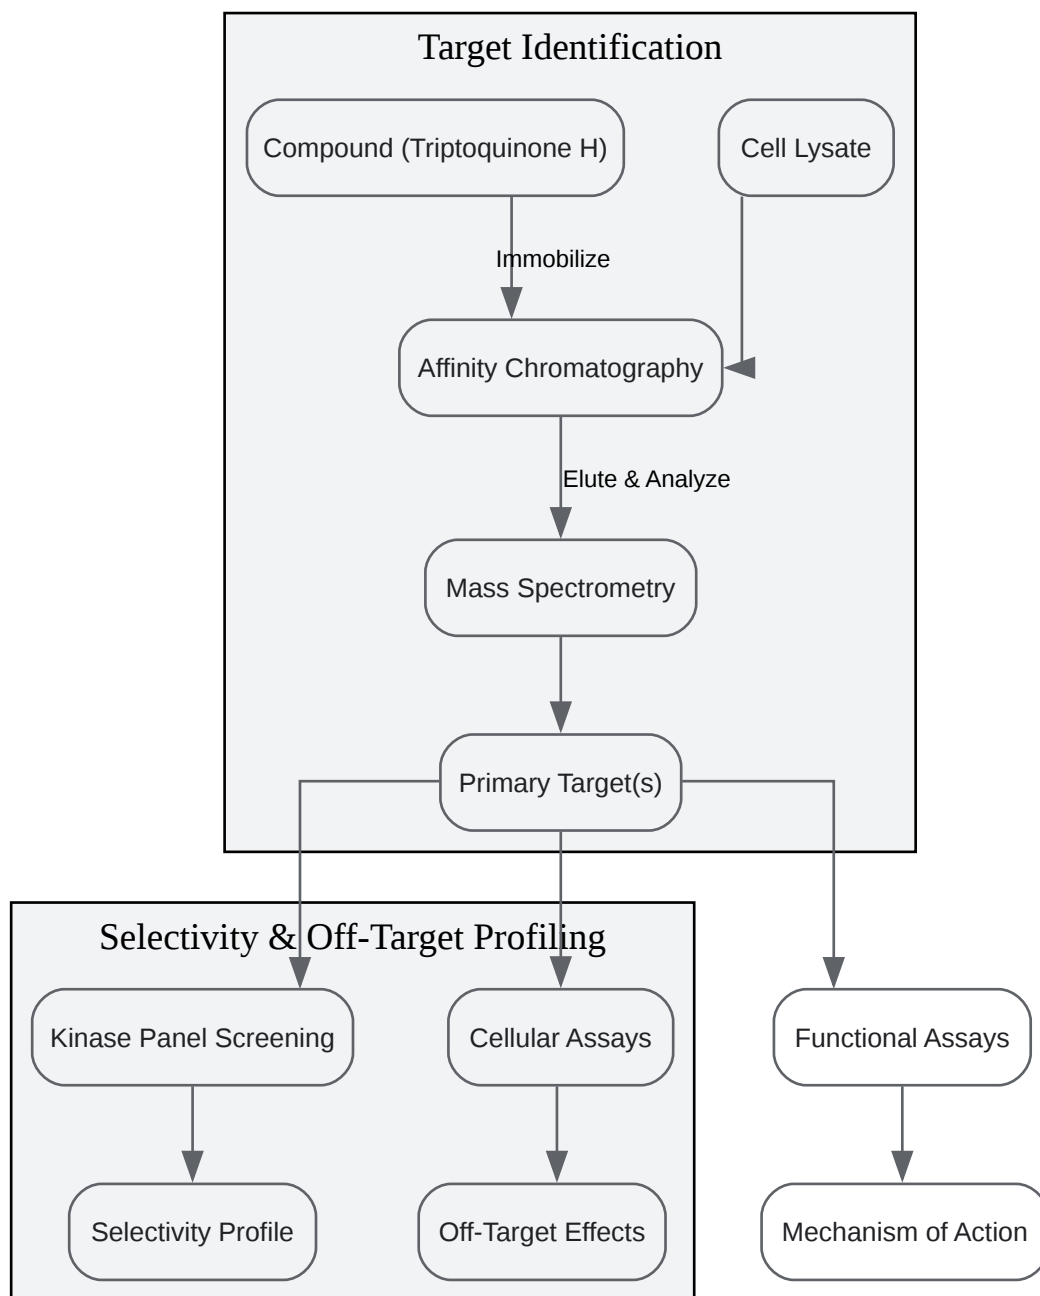 Target Identification
Compound (Triptoquinone H)
Cell Lysate
Immobilize
Affinity Chromatography
Elute & Analyze
Mass Spectrometry
Primary Target(s)
Selectivity & Off-Target Profiling
Kinase Panel Screening
Cellular Assays
Functional Assays
Selectivity Profile
Off-Target Effects
Mechanism of Action